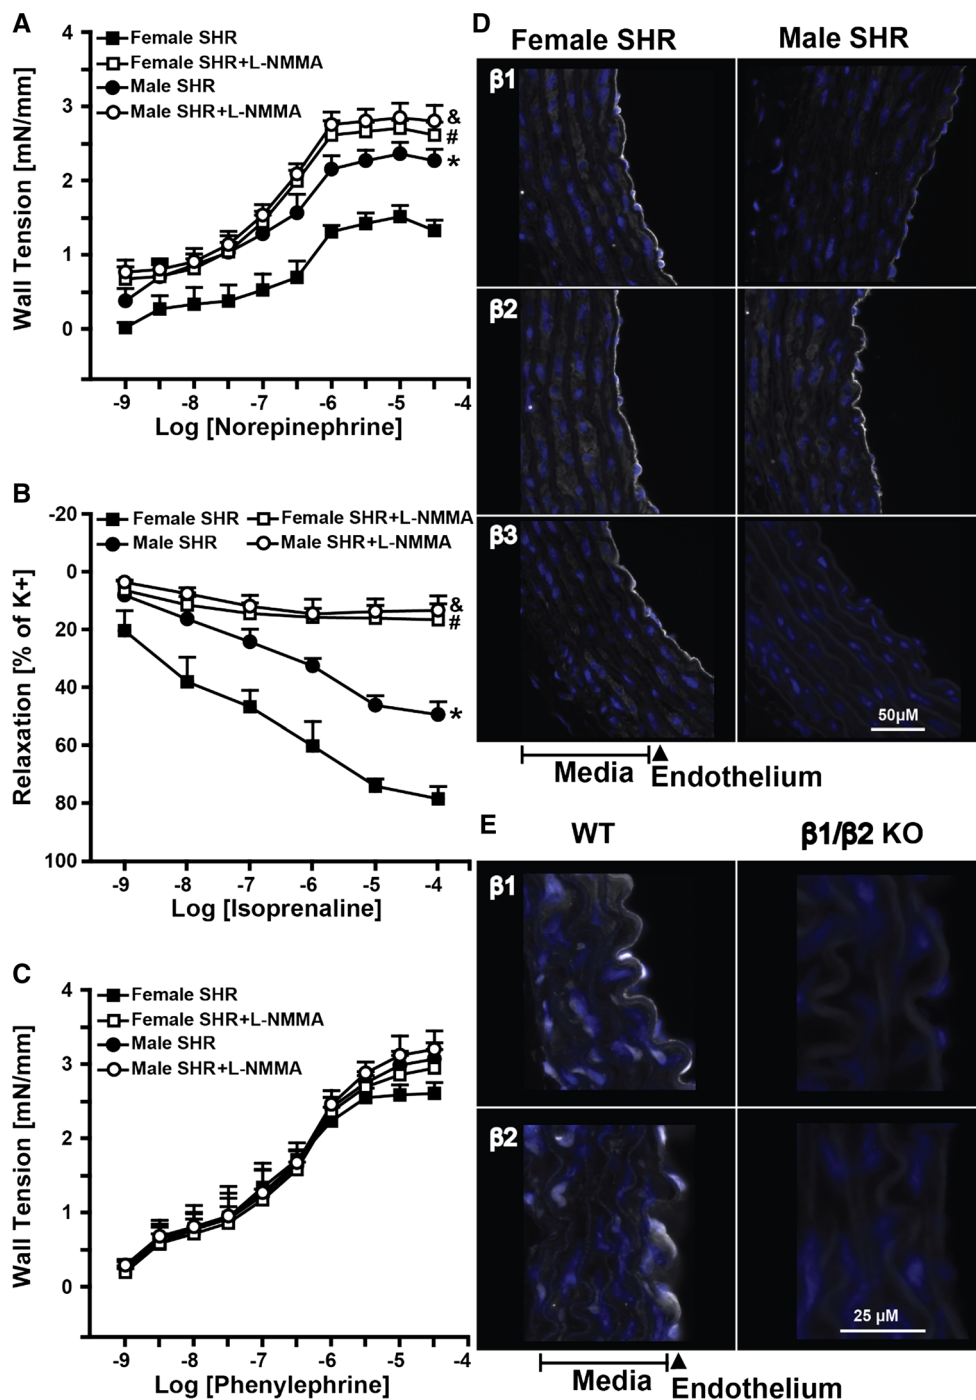 A
4
3
2
1
0
Wall Tension [mN/mm]
Female SHR
Female SHR+L-NMMA
Male SHR
Male SHR+L-NMMA
&
#
*
-9 -8 -7 -6 -5 -4
Log [Norepinephrine]
B
-20
0
20
40
60
80
100
Relaxation [% of K+]
Female SHR
Female SHR+L-NMMA
Male SHR
Male SHR+L-NMMA
&
#
*
-9 -8 -7 -6 -5 -4
Log [Isoprenaline]
C
4
3
2
1
0
Wall Tension [mN/mm]
Female SHR
Female SHR+L-NMMA
Male SHR
Male SHR+L-NMMA
-9 -8 -7 -6 -5 -4
Log [Phenylephrine]
D
Female SHR
Male SHR
β1
β2
β3
50µM
Media
Endothelium
E
WT
β1/β2 KO
β1
β2
25 µM
Media
Endothelium